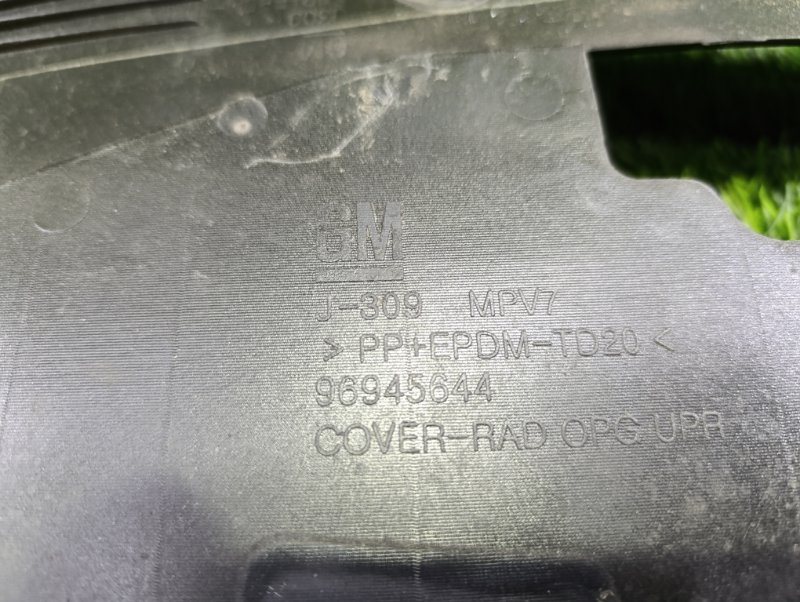 GM
J-309 MPV7
> PP+EPDM-TD20 <
96945644
COVER-RAD OPG UPR